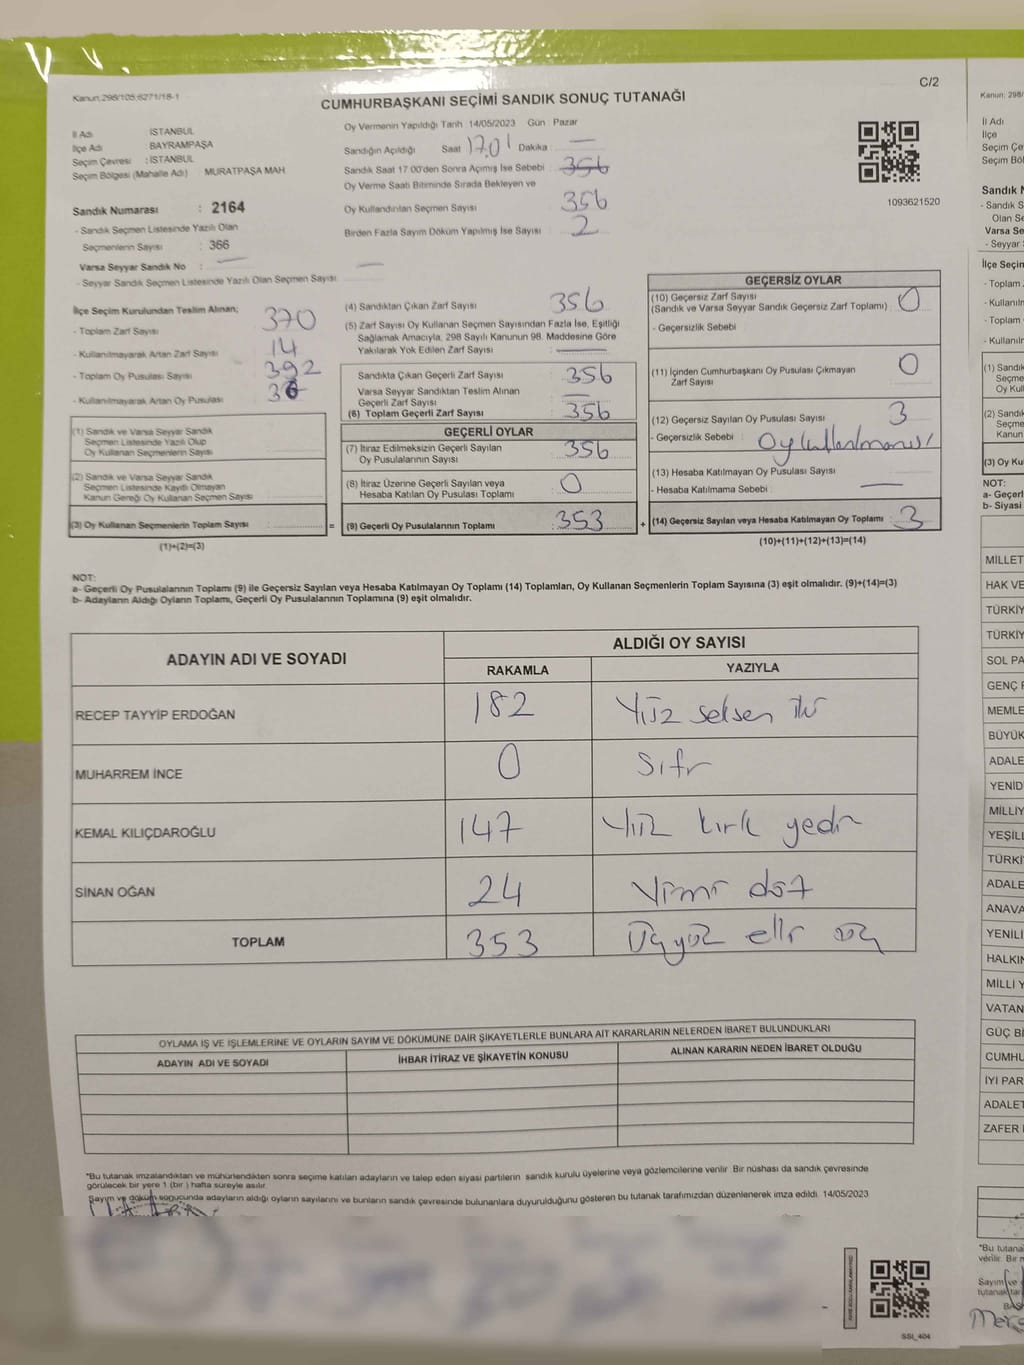 C/2
Kanun: 298/105,6271/18-1
CUMHURBAŞKANI SEÇİMİ SANDIK SONUÇ TUTANAĞI
İl Adı : İSTANBUL
İlçe Adı : BAYRAMPAŞA
Seçim Çevresi : İSTANBUL
Seçim Bölgesi (Mahalle Adı) : MURATPAŞA MAH
Sandık Numarası : 2164
- Sandık Seçmen Listesinde Yazılı Olan
Seçmenlerin Sayısı : 366
Varsa Seyyar Sandık No :
- Seyyar Sandık Seçmen Listesinde Yazılı Olan Seçmen Sayısı :
Oy Vermenin Yapıldığı Tarih : 14/05/2023 Gün : Pazar
Sandığın Açıldığı Saat 17.01 Dakika :
Sandık Saat 17:00'den Sonra Açımış İse Sebebi : 356
Oy Verme Saati Bitiminde Sırada Bekleyen ve
Oy Kullandırılan Seçmen Sayısı : 356
Birden Fazla Sayım Döküm Yapılmış İse Sayısı : 2
1093621520
İlçe Seçim Kurulundan Teslim Alınan;
- Toplam Zarf Sayısı : 370
- Kullanılmayarak Artan Zarf Sayısı : 14
- Toplam Oy Pusulası Sayısı : 392
- Kullanılmayarak Artan Oy Pusulası : 36
(1) Sandık ve Varsa Seyyar Sandık
Seçmen Listesinde Yazılı Olup
Oy Kullanan Seçmenlerin Sayısı :
(2) Sandık ve Varsa Seyyar Sandık
Seçmen Listesinde Kayıtlı Olmayan
Kanun Gereği Oy Kullanan Seçmen Sayısı :
(3) Oy Kullanan Seçmenlerin Toplam Sayısı : =
(1)+(2)=(3)
(4) Sandıktan Çıkan Zarf Sayısı : 356
(5) Zarf Sayısı Oy Kullanan Seçmen Sayısından Fazla İse, Eşitliği
Sağlamak Amacıyla, 298 Sayılı Kanunun 98. Maddesine Göre
Yakılarak Yok Edilen Zarf Sayısı :
Sandıkta Çıkan Geçerli Zarf Sayısı : 356
Varsa Seyyar Sandıktan Teslim Alınan
Geçerli Zarf Sayısı :
(6) Toplam Geçerli Zarf Sayısı : 356
GEÇERLİ OYLAR
(7) İtiraz Edilmeksizin Geçerli Sayılan
Oy Pusulalarının Sayısı : 356
(8) İtiraz Üzerine Geçerli Sayılan veya
Hesaba Katılan Oy Pusulası Toplamı : 0
(9) Geçerli Oy Pusulalarının Toplamı : 353 +
GEÇERSİZ OYLAR
(10) Geçersiz Zarf Sayısı
(Sandık ve Varsa Seyyar Sandık Geçersiz Zarf Toplamı) : 0
- Geçersizlik Sebebi
(11) İçinden Cumhurbaşkanı Oy Pusulası Çıkmayan
Zarf Sayısı : 0
(12) Geçersiz Sayılan Oy Pusulası Sayısı : 3
- Geçersizlik Sebebi :
(13) Hesaba Katılmayan Oy Pusulası Sayısı :
- Hesaba Katılmama Sebebi :
(14) Geçersiz Sayılan veya Hesaba Katılmayan Oy Toplamı : 3
(10)+(11)+(12)+(13)=(14)
NOT:
a- Geçerli Oy Pusulalarının Toplamı (9) ile Geçersiz Sayılan veya Hesaba Katılmayan Oy Toplamı (14) Toplamları, Oy Kullanan Seçmenlerin Toplam Sayısına (3) eşit olmalıdır. (9)+(14)=(3)
b- Adayların Aldığı Oyların Toplamı, Geçerli Oy Pusulalarının Toplamına (9) eşit olmalıdır.
ADAYIN ADI VE SOYADI
ALDIĞI OY SAYISI
RAKAMLA YAZIYLA
RECEP TAYYİP ERDOĞAN 182 Yüz seksen iki
MUHARREM İNCE 0 Sıfır
KEMAL KILIÇDAROĞLU 147 Yüz kırk yedi
SİNAN OĞAN 24 Yirmi dört
TOPLAM 353 Üçyüz elli üç
OYLAMA İŞ VE İŞLEMLERİNE VE OYLARIN SAYIM VE DÖKÜMÜNE DAİR ŞİKAYETLERLE BUNLARA AİT KARARLARIN NELERDEN İBARET BULUNDUKLARI
ADAYIN ADI VE SOYADI İHBAR İTİRAZ VE ŞİKAYETİN KONUSU ALINAN KARARIN NEDEN İBARET OLDUĞU
*Bu tutanak imzalandıktan ve mühürlendikten sonra seçime katılan adayların ve talep eden siyasi partilerin sandık kurulu üyelerine veya gözlemcilerine verilir. Bir nüshası da sandık çevresinde
görülecek bir yere 1 (bir) hafta süreyle asılır.
Sayım ve döküm sonucunda adayların aldığı oyların sayılarını ve bunların sandık çevresinde bulunanlara duyurulduğunu gösteren bu tutanak tarafımızdan düzenlenerek imza edildi. 14/05/2023
SSI_404
Kanun: 298/
İl Adı
İlçe
Seçim Çe
Seçim Böl
Sandık N
- Sandık S
Olan Se
Varsa Se
- Seyyar
İlçe Seçim
- Toplam
- Kullanılm
- Toplam
- Kullanılm
(1) Sandık
Seçme
Oy Kul
(2) Sandık
Seçme
Kanun
(3) Oy Ku
NOT:
a- Geçerl
b- Siyasi
MİLLET
HAK VE
TÜRKİY
TÜRKİY
SOL PA
GENÇ P
MEMLE
BÜYÜK
ADALE
YENİD
MİLLİY
YEŞİLL
TÜRKİ
ADALE
ANAVA
YENİLİ
HALKIN
MİLLİ Y
VATAN
GÜÇ Bİ
CUMHU
İYİ PAR
ADALET
ZAFER
*Bu tutana
verilir. Bir n
Sayım ve
tutanak tar